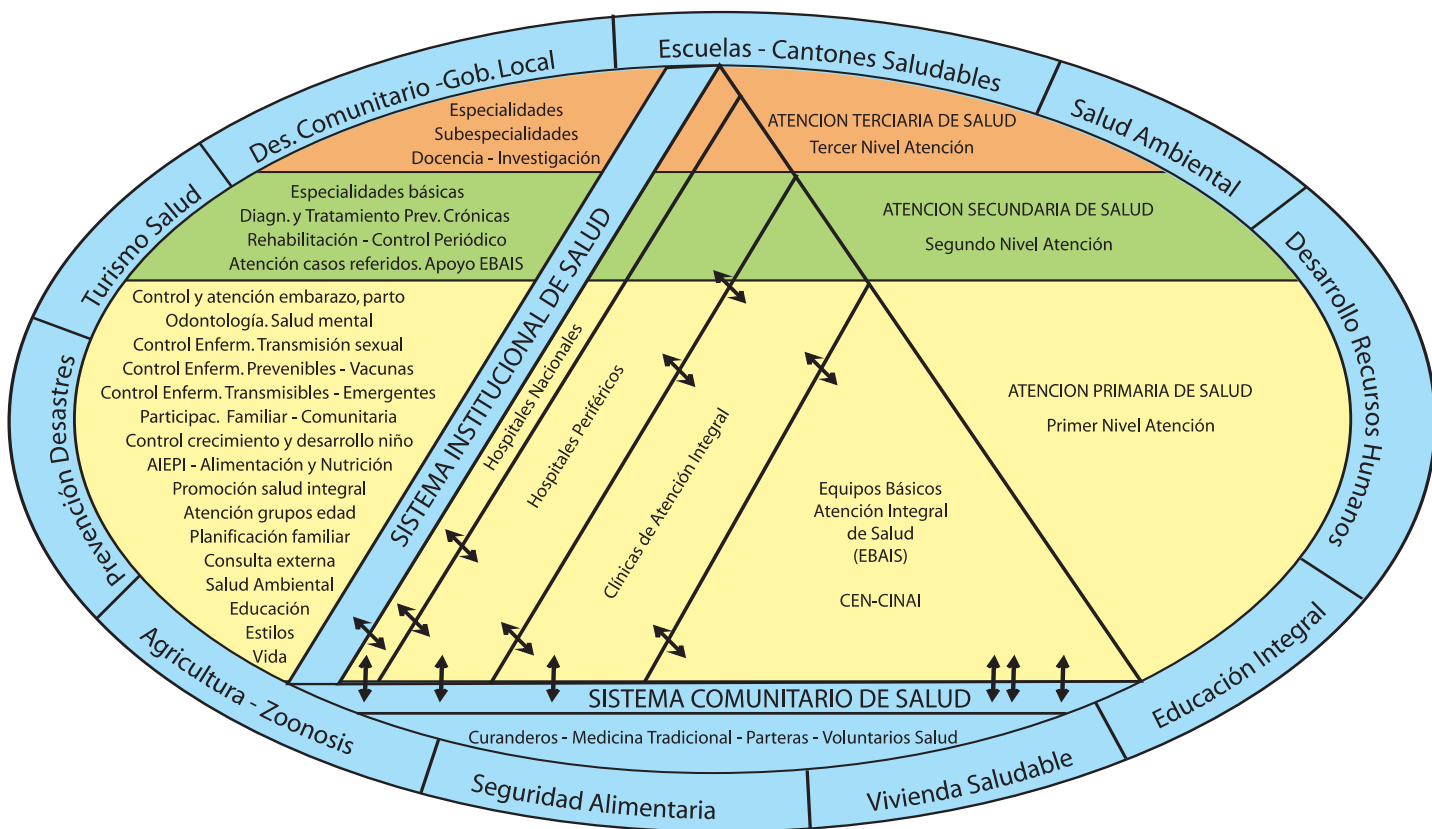 Escuelas - Cantones Saludables
Des. Comunitario -Gob. Local
Salud Ambiental
Turismo Salud
Desarrollo Recursos Humanos
Prevención Desastres
Educación Integral
Agricultura - Zoonosis
Vivienda Saludable
Seguridad Alimentaria
Especialidades
Subespecialidades
Docencia - Investigación
ATENCION TERCIARIA DE SALUD
Tercer Nivel Atención
Especialidades básicas
Diagn. y Tratamiento Prev. Crónicas
Rehabilitación - Control Periódico
Atención casos referidos. Apoyo EBAIS
ATENCION SECUNDARIA DE SALUD
Segundo Nivel Atención
Control y atención embarazo, parto
Odontología. Salud mental
Control Enferm. Transmisión sexual
Control Enferm. Prevenibles - Vacunas
Control Enferm. Transmisibles - Emergentes
Participac. Familiar - Comunitaria
Control crecimiento y desarrollo niño
AIEPI - Alimentación y Nutrición
Promoción salud integral
Atención grupos edad
Planificación familiar
Consulta externa
Salud Ambiental
Educación
Estilos
Vida
SISTEMA INSTITUCIONAL DE SALUD
Hospitales Nacionales
Hospitales Periféricos
Clínicas de Atención Integral
Equipos Básicos
Atención Integral
de Salud
(EBAIS)
CEN-CINAI
ATENCION PRIMARIA DE SALUD
Primer Nivel Atención
SISTEMA COMUNITARIO DE SALUD
Curanderos - Medicina Tradicional - Parteras - Voluntarios Salud